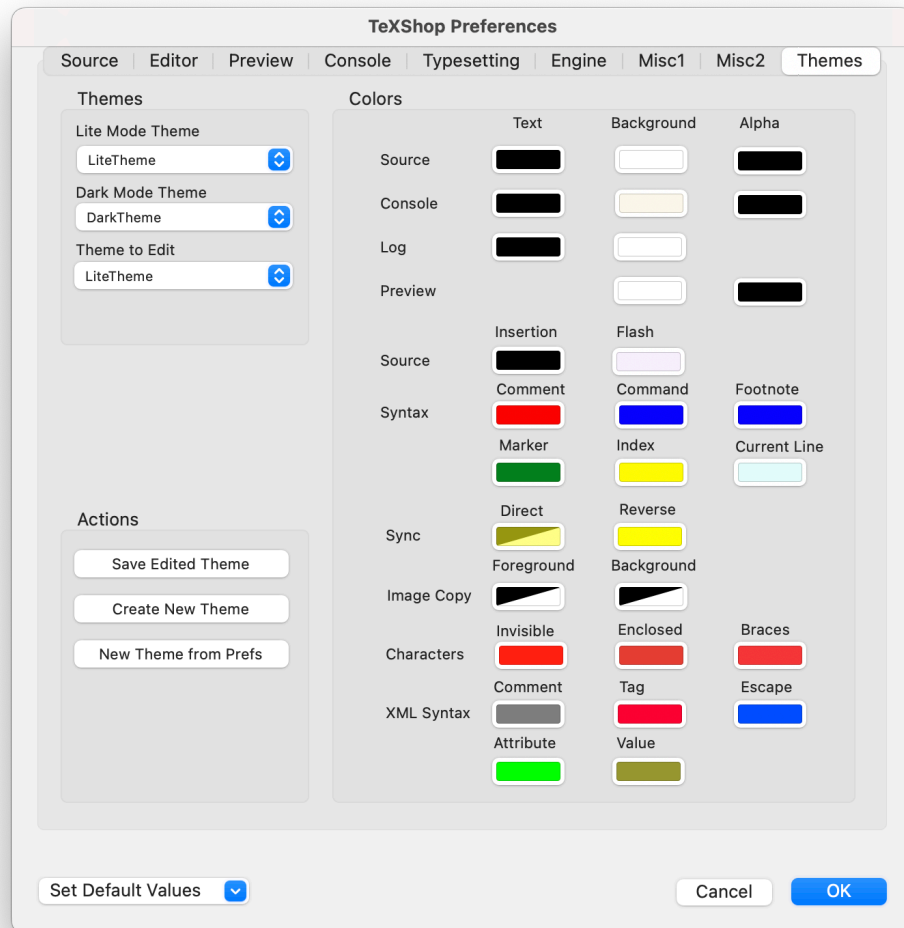 TeXShop Preferences
Source Editor Preview Console Typesetting Engine Misc1 Misc2 Themes
Themes
Lite Mode Theme
LiteTheme
Dark Mode Theme
DarkTheme
Theme to Edit
LiteTheme
Actions
Save Edited Theme
Create New Theme
New Theme from Prefs
Colors
Text Background Alpha
Source
Console
Log
Preview
Insertion Flash
Source
Comment Command Footnote
Syntax
Marker Index Current Line
Direct Reverse
Sync
Foreground Background
Image Copy
Invisible Enclosed Braces
Characters
Comment Tag Escape
XML Syntax
Attribute Value
Set Default Values
Cancel OK